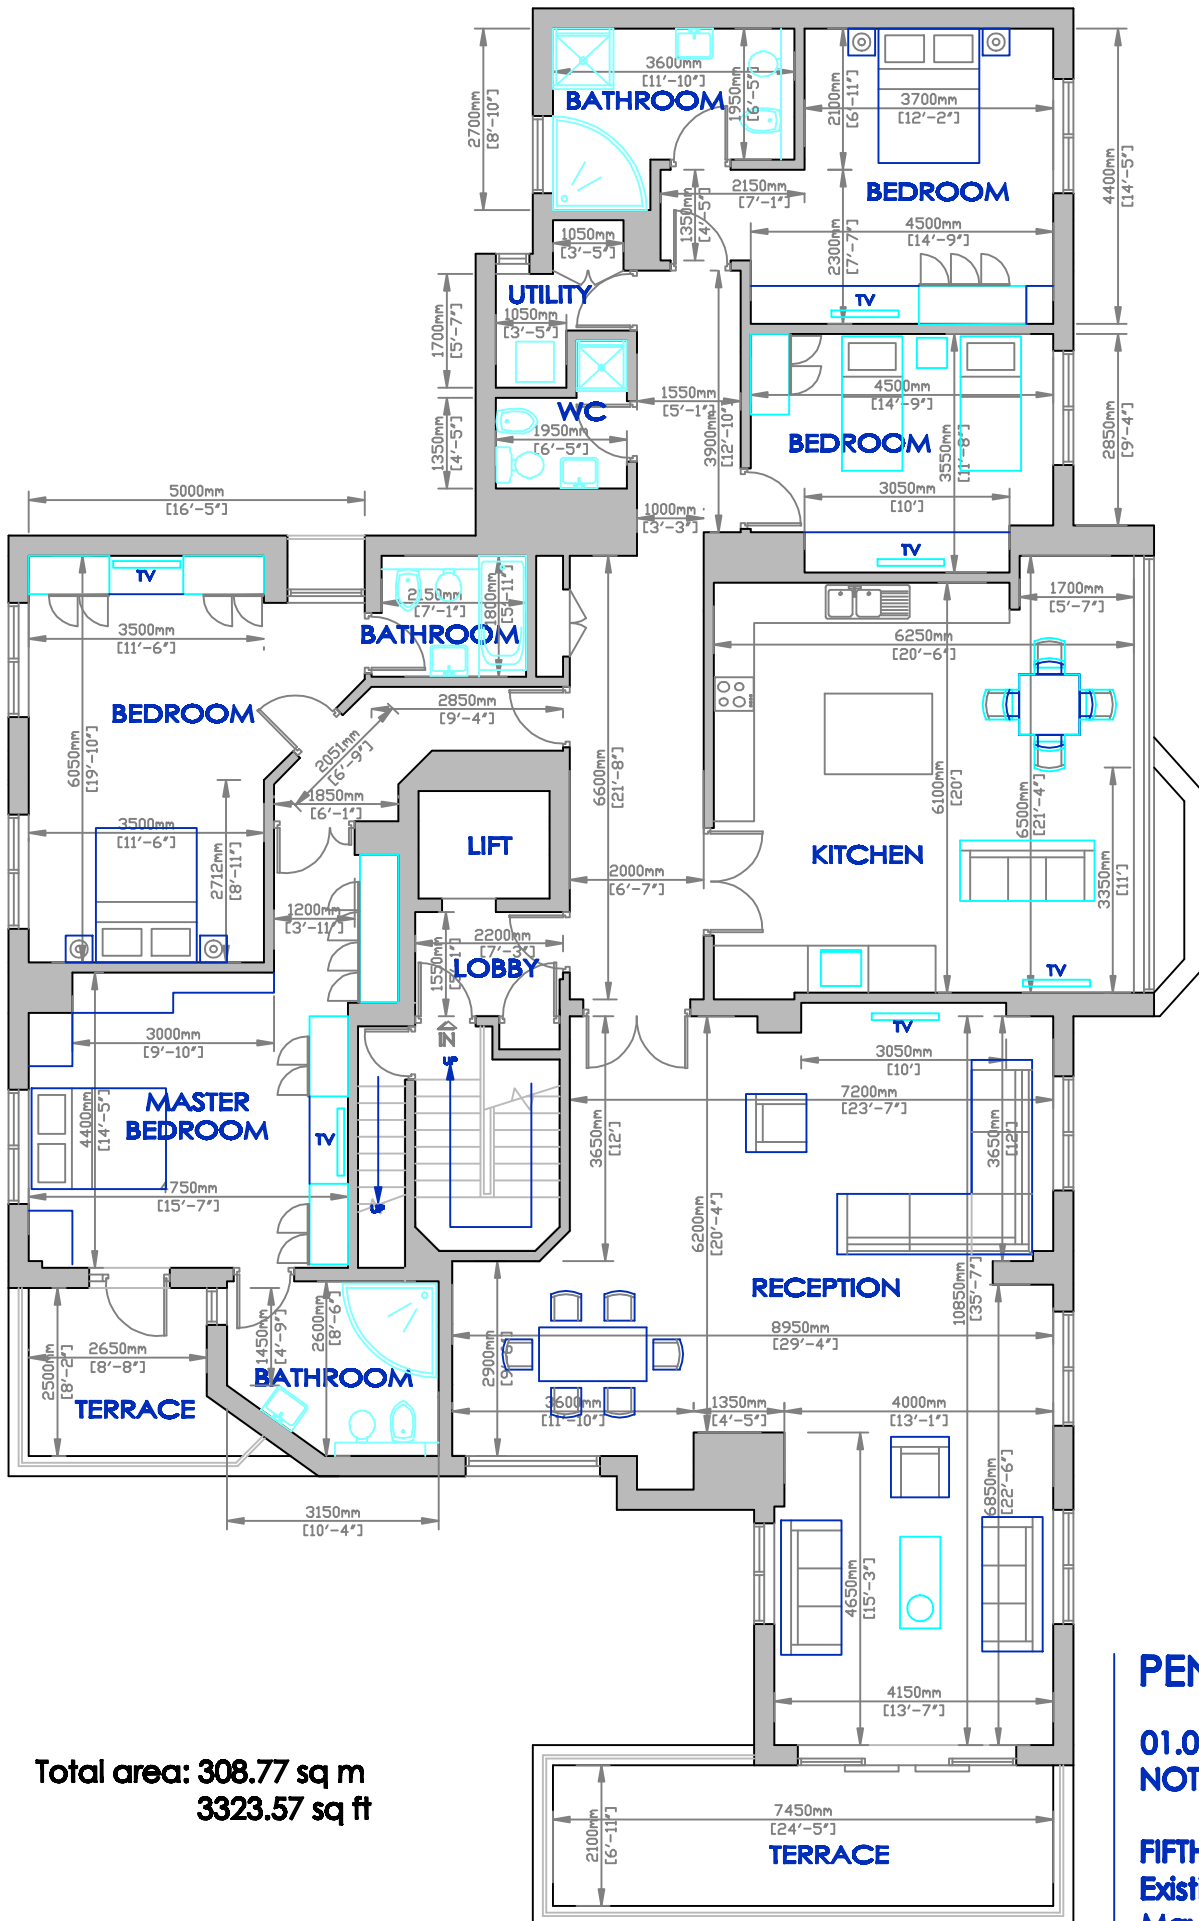 3600mm
[11'-10"]
BATHROOM
1950mm
[6'-5"]
2700mm
[8'-10"]
2100mm
[6'-11"]
3700mm
[12'-2"]
BEDROOM
4400mm
[14'-5"]
2150mm
[7'-1"]
1350mm
[4'-5"]
4500mm
[14'-9"]
2300mm
[7'-7"]
TV
1050mm
[3'-5"]
UTILITY
1050mm
[3'-5"]
1700mm
[5'-7"]
WC
1950mm
[6'-5"]
1350mm
[4'-5"]
1550mm
[5'-1"]
3900mm
[12'-10"]
4500mm
[14'-9"]
BEDROOM
3550mm
[11'-8"]
2850mm
[9'-4"]
3050mm
[10']
TV
1000mm
[3'-3"]
5000mm
[16'-5"]
TV
3500mm
[11'-6"]
BEDROOM
6050mm
[19'-10"]
3500mm
[11'-6"]
2712mm
[8'-11"]
2150mm
[7'-1"]
1800mm
[5'-11"]
BATHROOM
2850mm
[9'-4"]
2051mm
[6'-9"]
1850mm
[6'-1"]
1200mm
[3'-11"]
LIFT
2200mm
[7'-3"]
1550mm
[5'-1"]
LOBBY
6600mm
[21'-8"]
2000mm
[6'-7"]
1700mm
[5'-7"]
6250mm
[20'-6"]
6100mm
[20']
6500mm
[21'-4"]
KITCHEN
3350mm
[11']
TV
IN
UP
UP
3000mm
[9'-10"]
MASTER
BEDROOM
4400mm
[14'-5"]
TV
4750mm
[15'-7"]
TV
3050mm
[10']
7200mm
[23'-7"]
3650mm
[12']
3650mm
[12']
6200mm
[20'-4"]
RECEPTION
10850mm
[35'-7"]
8950mm
[29'-4"]
2900mm
[9'-6"]
3600mm
[11'-10"]
1350mm
[4'-5"]
4000mm
[13'-1"]
6850mm
[22'-6"]
4650mm
[15'-3"]
4150mm
[13'-7"]
2650mm
[8'-8"]
2500mm
[8'-2"]
TERRACE
1450mm
[4'-9"]
2600mm
[8'-6"]
BATHROOM
3150mm
[10'-4"]
7450mm
[24'-5"]
2100mm
[6'-11"]
TERRACE
Total area: 308.77 sq m
3323.57 sq ft
PEN
01.0
NOT
FIFTH
Exist